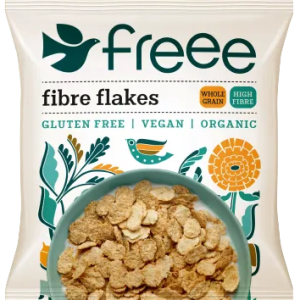 freee
fibre flakes
WHOLE GRAIN
HIGH FIBRE
GLUTEN FREE | VEGAN | ORGANIC